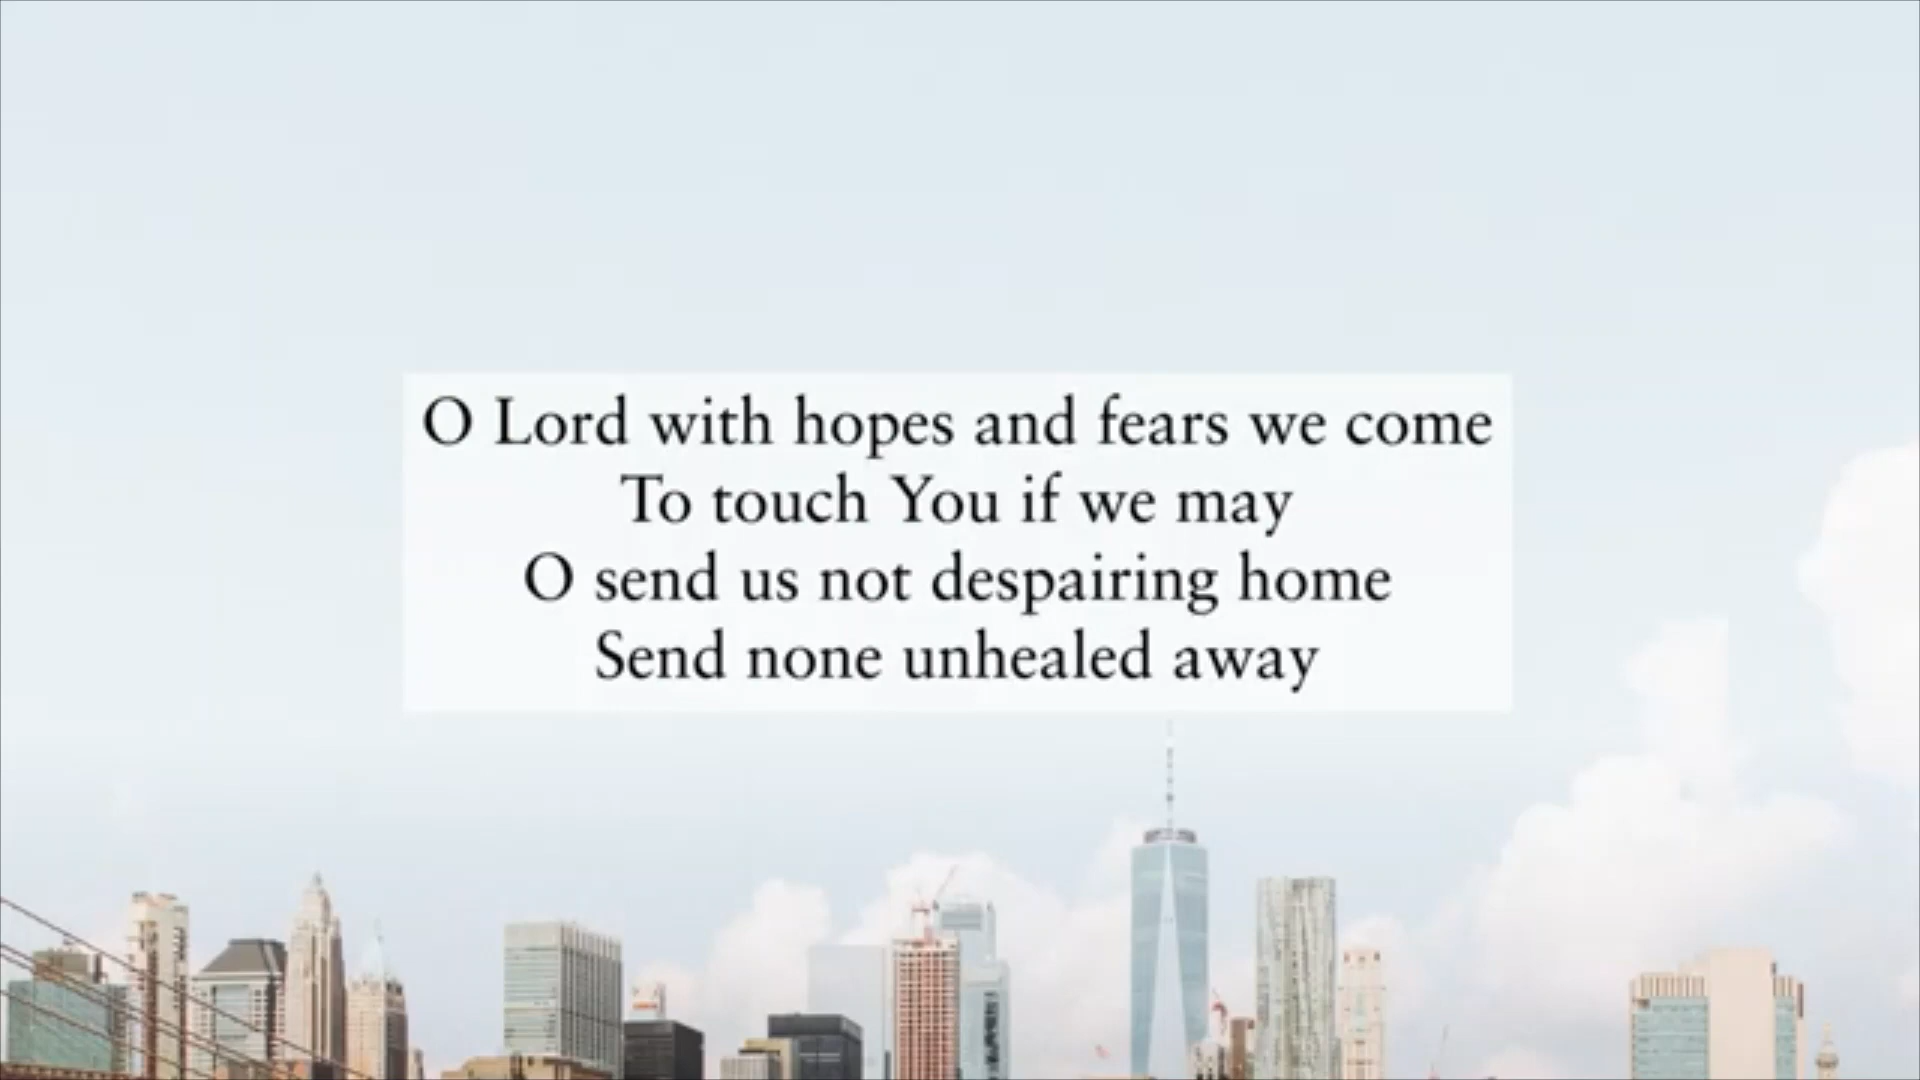 O Lord with hopes and fears we come
To touch You if we may
O send us not despairing home
Send none unhealed away